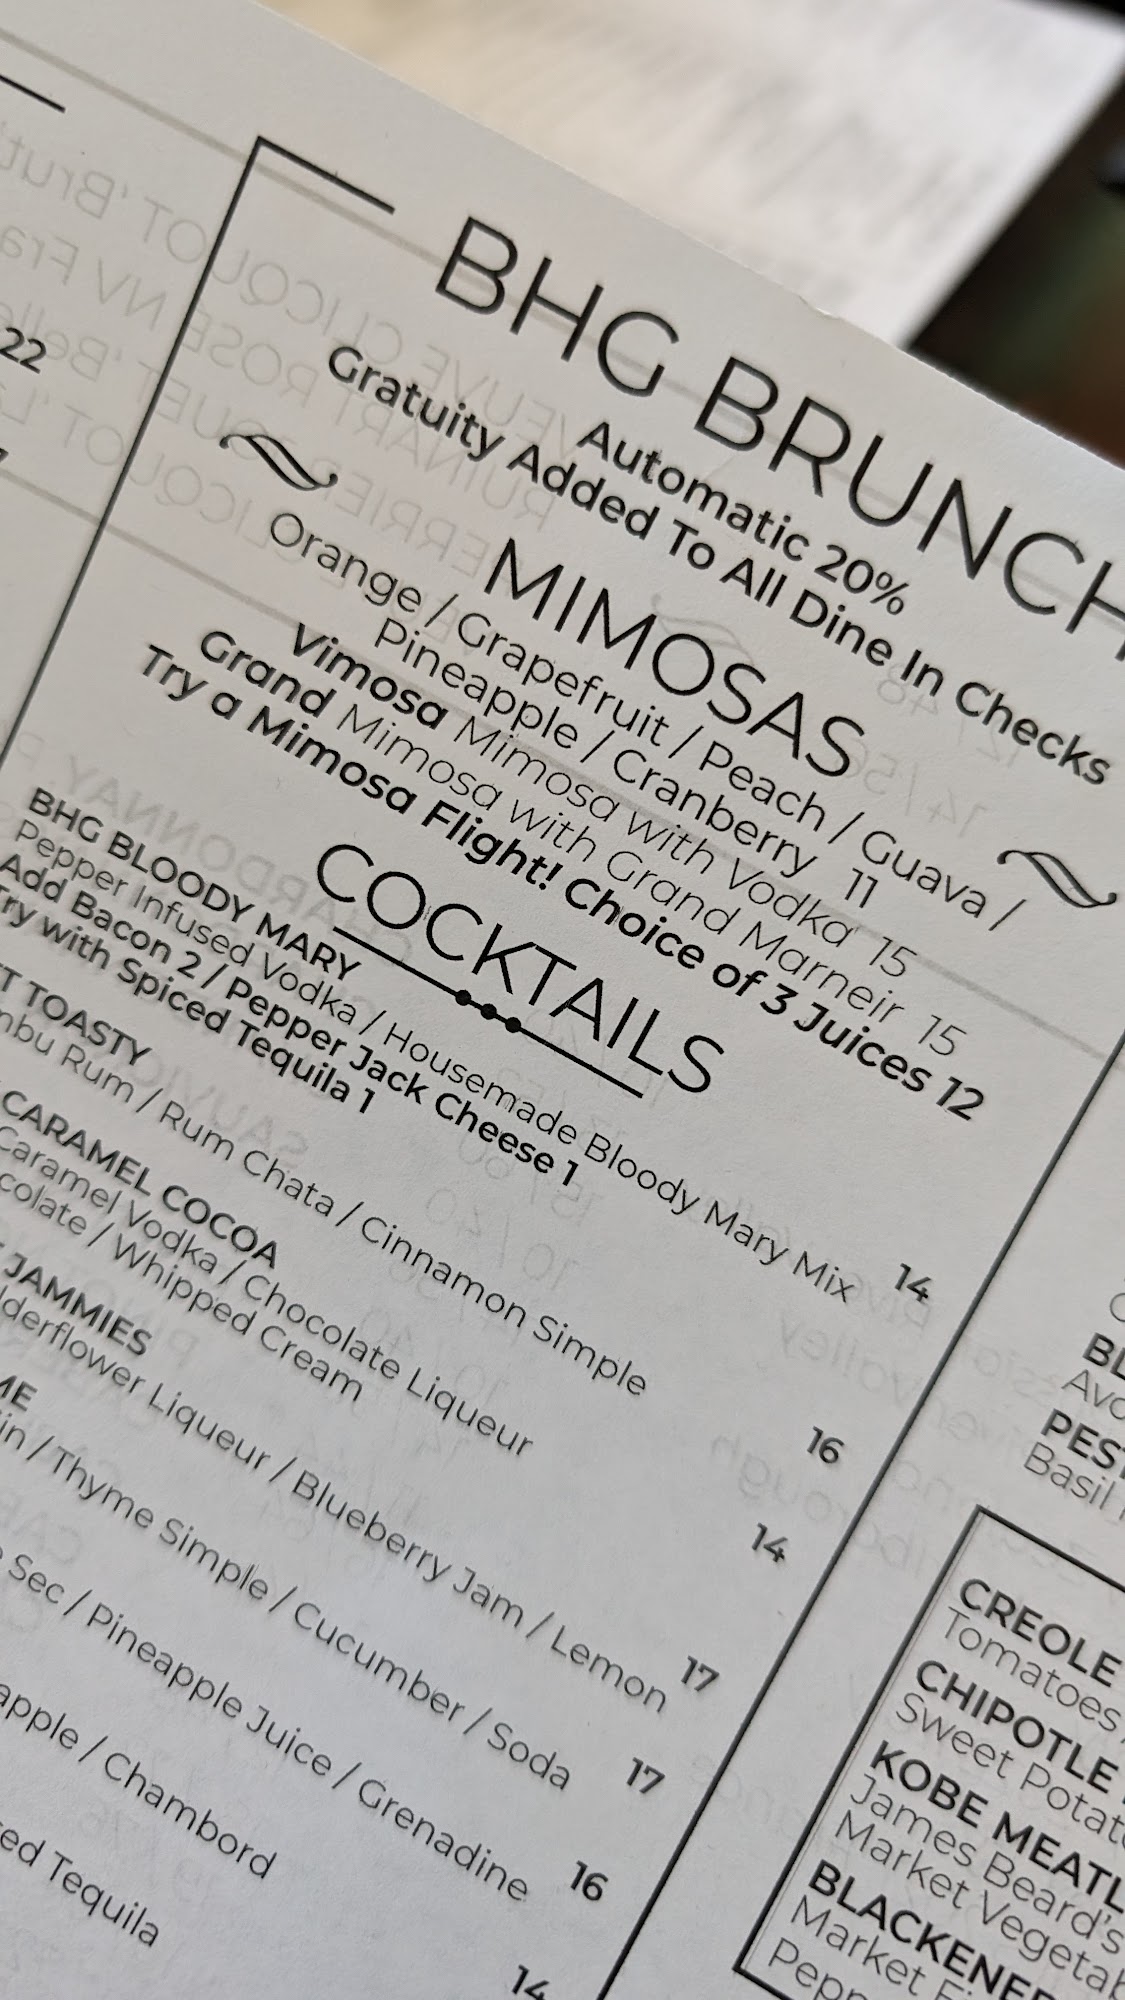 22
BHG BRUNCH
Automatic 20%
Gratuity Added To All Dine In Checks
MIMOSAS
Orange / Grapefruit / Peach / Guava /
Pineapple / Cranberry 11
Vimosa Mimosa with Vodka 15
Grand Mimosa with Grand Marneir 15
Try a Mimosa Flight! Choice of 3 Juices 12
COCKTAILS
BHG BLOODY MARY
Pepper Infused Vodka / Housemade Bloody Mary Mix 14
Add Bacon 2 / Pepper Jack Cheese 1
Try with Spiced Tequila 1
TOASTY
Rum / Rum Chata / Cinnamon Simple 16
CARAMEL COCOA
Caramel Vodka / Chocolate Liqueur 14
/ Whipped Cream
JAMMIES
Liqueur / Blueberry Jam / Lemon 17
/ Thyme Simple / Cucumber / Soda 17
Sec / Pineapple Juice / Grenadine 16
/ Chambord
Tequila
14
Basil
CREOLE
Tomatoes
CHIPOTLE
Sweet
KOBE
James Beard's
Market
Market